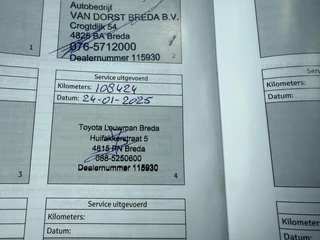 Autobedrijf
VAN DORST BREDA B.V.
Crogtdijk 54
4825 BA Breda
076-5712000
Dealernummer 115930
1
2
Service uitgevoerd
Kilometers: 108424
Datum: 24-01-2025
Toyota Louwman Breda
Huifakkerstraat 5
4815 PN Breda
088-5250600
Dealernummer 115930
3
4
Service uitgevoerd
Kilometers:
Datum:
Kilometers:
Datum:
Kilometers:
Datum: